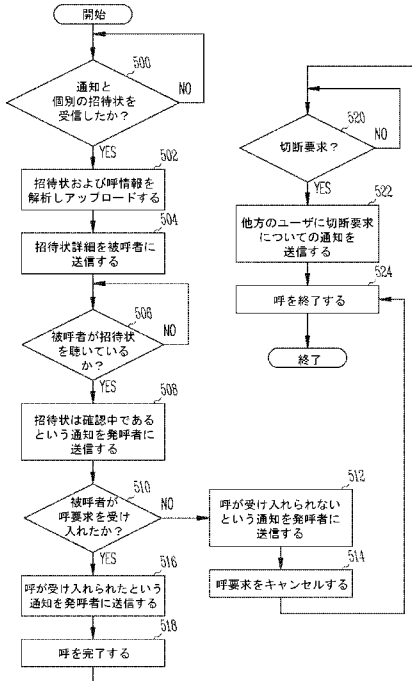 開始
500
通知と
個別の招待状を
受信したか？
NO
YES
502
招待状および呼情報を
解析しアップロードする
504
招待状詳細を被呼者に
送信する
506
被呼者が招待状
を聴いている
か？
NO
YES
508
招待状は確認中である
という通知を発呼者に
送信する
510
被呼者が
呼要求を受け
入れたか？
NO
YES
512
呼が受け入れられない
という通知を発呼者に
送信する
514
呼要求をキャンセルする
516
呼が受け入れられたという
通知を発呼者に送信する
518
呼を完了する
520
切断要求？
NO
YES
522
他方のユーザに切断要求
についての通知を
送信する
524
呼を終了する
終了